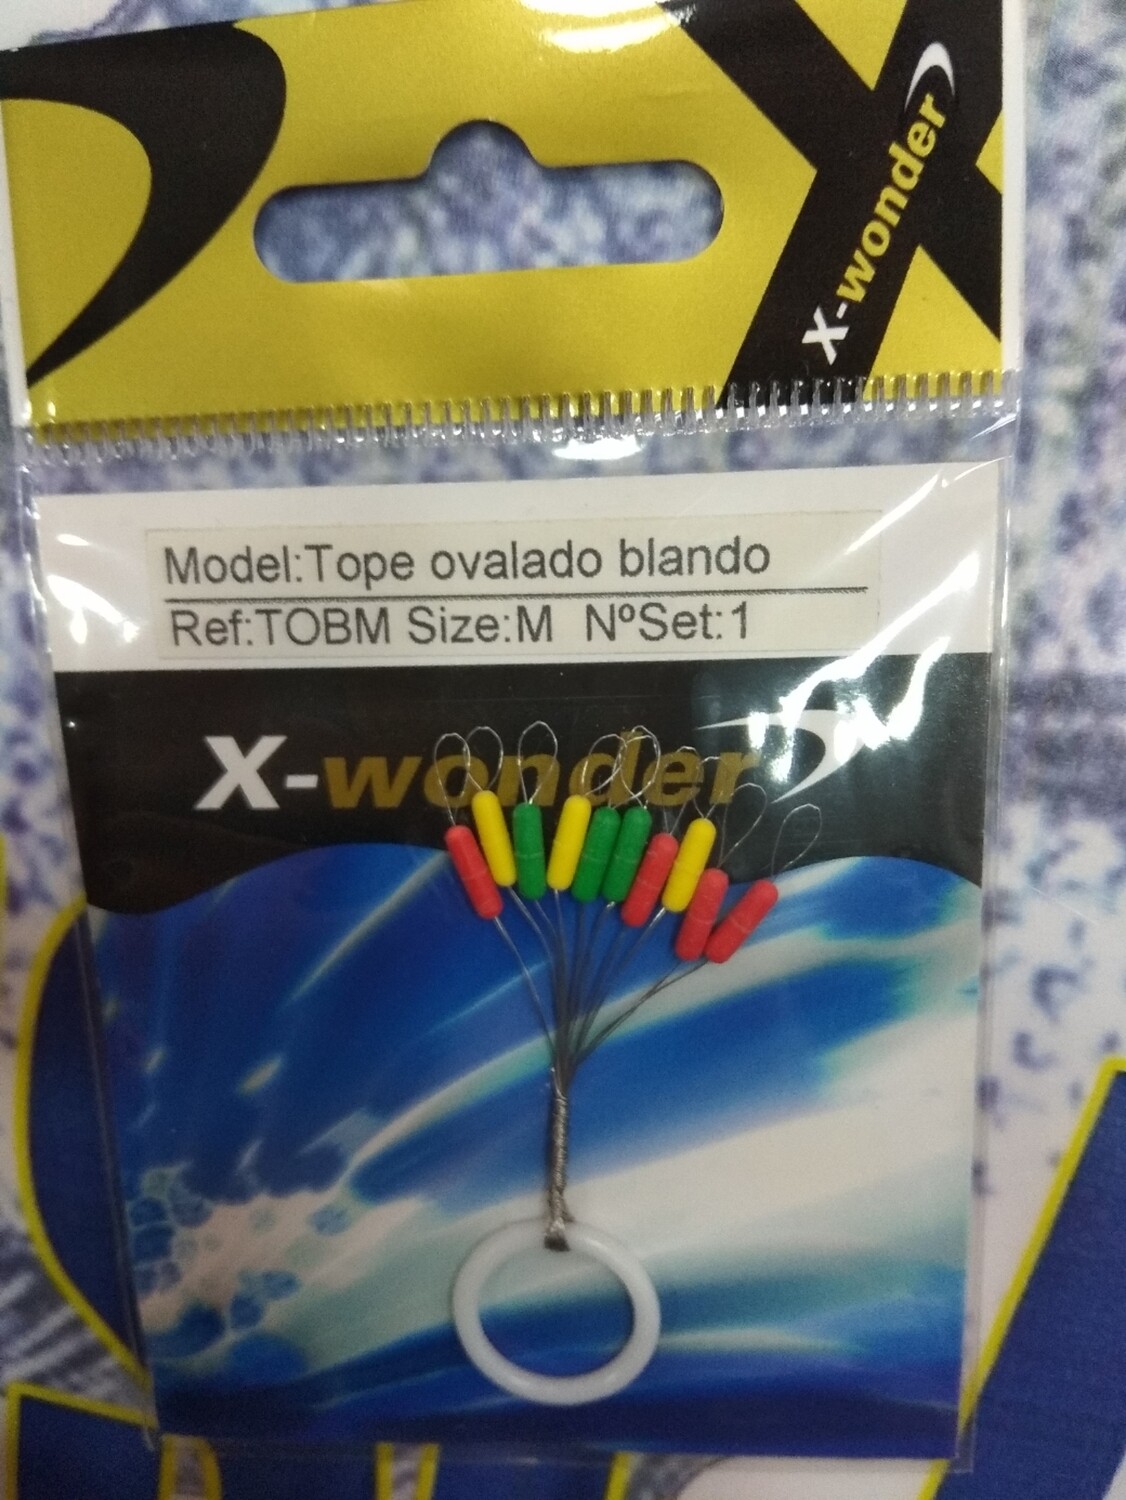 X-wonder
Model:Tope ovalado blando
Ref:TOBM Size:M NºSet:1
X-wonder